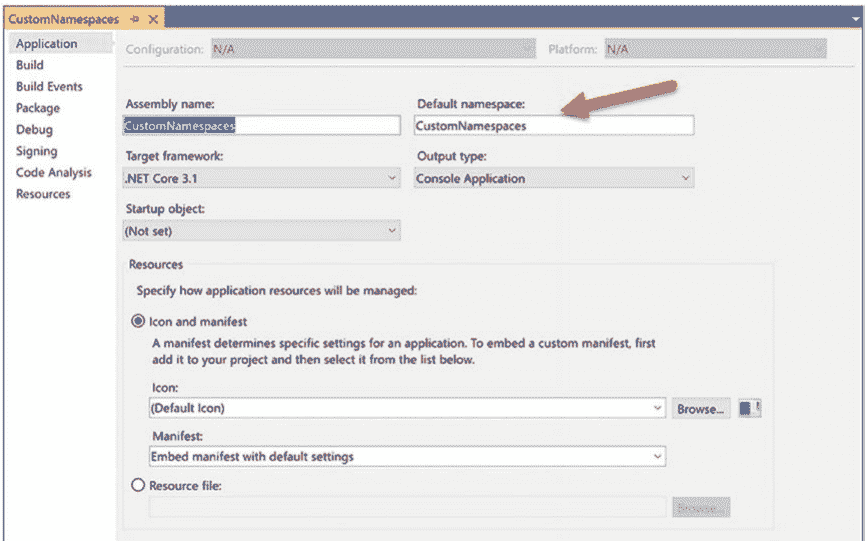 CustomNamespaces
Application
Build
Build Events
Package
Debug
Signing
Code Analysis
Resources
Configuration: N/A Platform: N/A
Assembly name: Default namespace:
CustomNamespaces CustomNamespaces
Target framework: Output type:
.NET Core 3.1 Console Application
Startup object:
(Not set)
Resources
Specify how application resources will be managed:
Icon and manifest
A manifest determines specific settings for an application. To embed a custom manifest, first
add it to your project and then select it from the list below.
Icon:
(Default Icon) Browse...
Manifest:
Embed manifest with default settings
Resource file:
Browse...